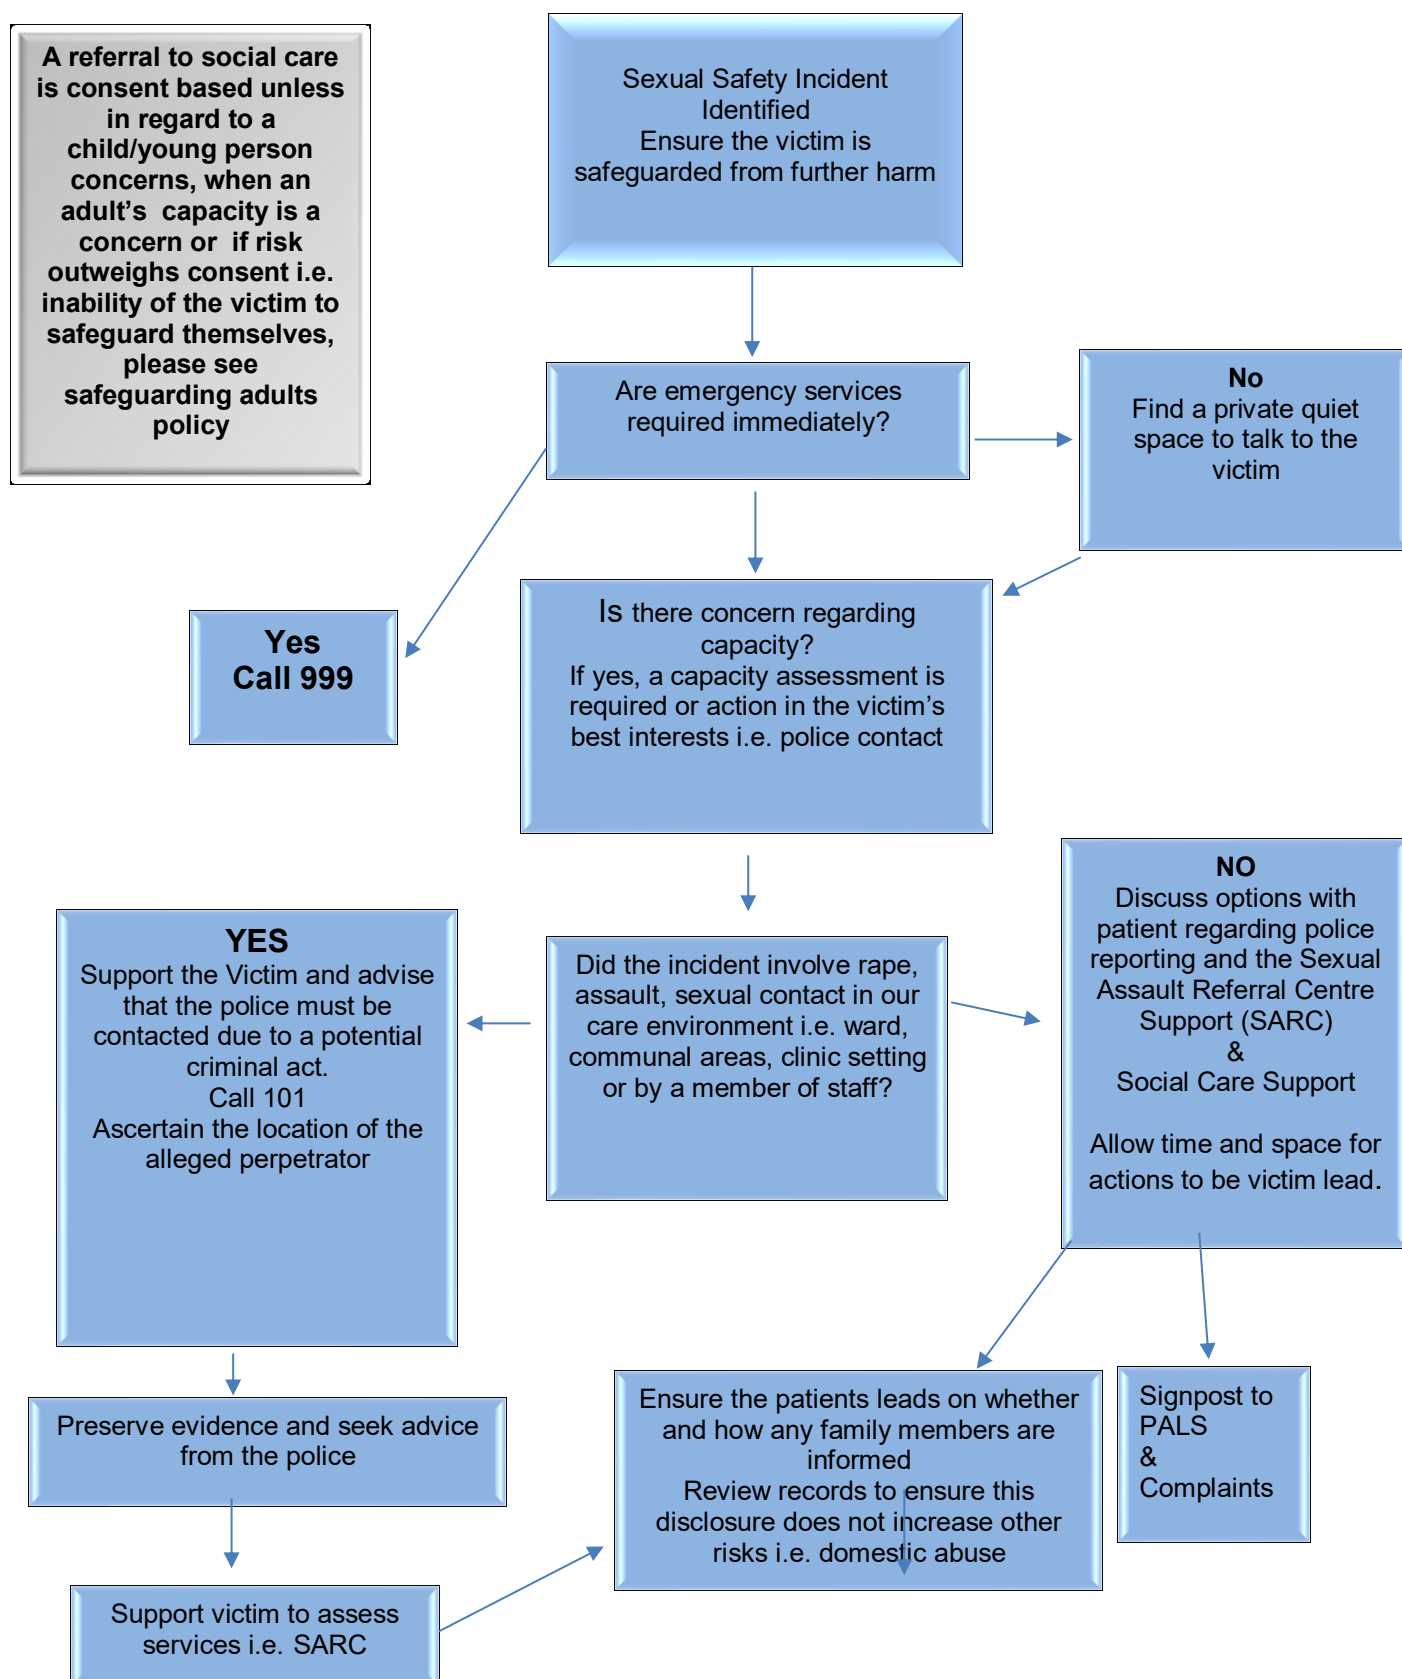 A referral to social care
is consent based unless
in regard to a
child/young person
concerns, when an
adult’s  capacity is a
concern or  if risk
outweighs consent i.e.
inability of the victim to
safeguard themselves,
please see
safeguarding adults
policy
Sexual Safety Incident
Identified
Ensure the victim is
safeguarded from further harm
Are emergency services
required immediately?
No
Find a private quiet
space to talk to the
victim
Yes
Call 999
Is there concern regarding
capacity?
If yes, a capacity assessment is
required or action in the victim’s
best interests i.e. police contact
YES
Support the Victim and advise
that the police must be
contacted due to a potential
criminal act.
Call 101
Ascertain the location of the
alleged perpetrator
Did the incident involve rape,
assault, sexual contact in our
care environment i.e. ward,
communal areas, clinic setting
or by a member of staff?
NO
Discuss options with
patient regarding police
reporting and the Sexual
Assault Referral Centre
Support (SARC)
&
Social Care Support
Allow time and space for
actions to be victim lead.
Preserve evidence and seek advice
from the police
Ensure the patients leads on whether
and how any family members are
informed
Review records to ensure this
disclosure does not increase other
risks i.e. domestic abuse
Signpost to
PALS
&
Complaints
Support victim to assess
services i.e. SARC